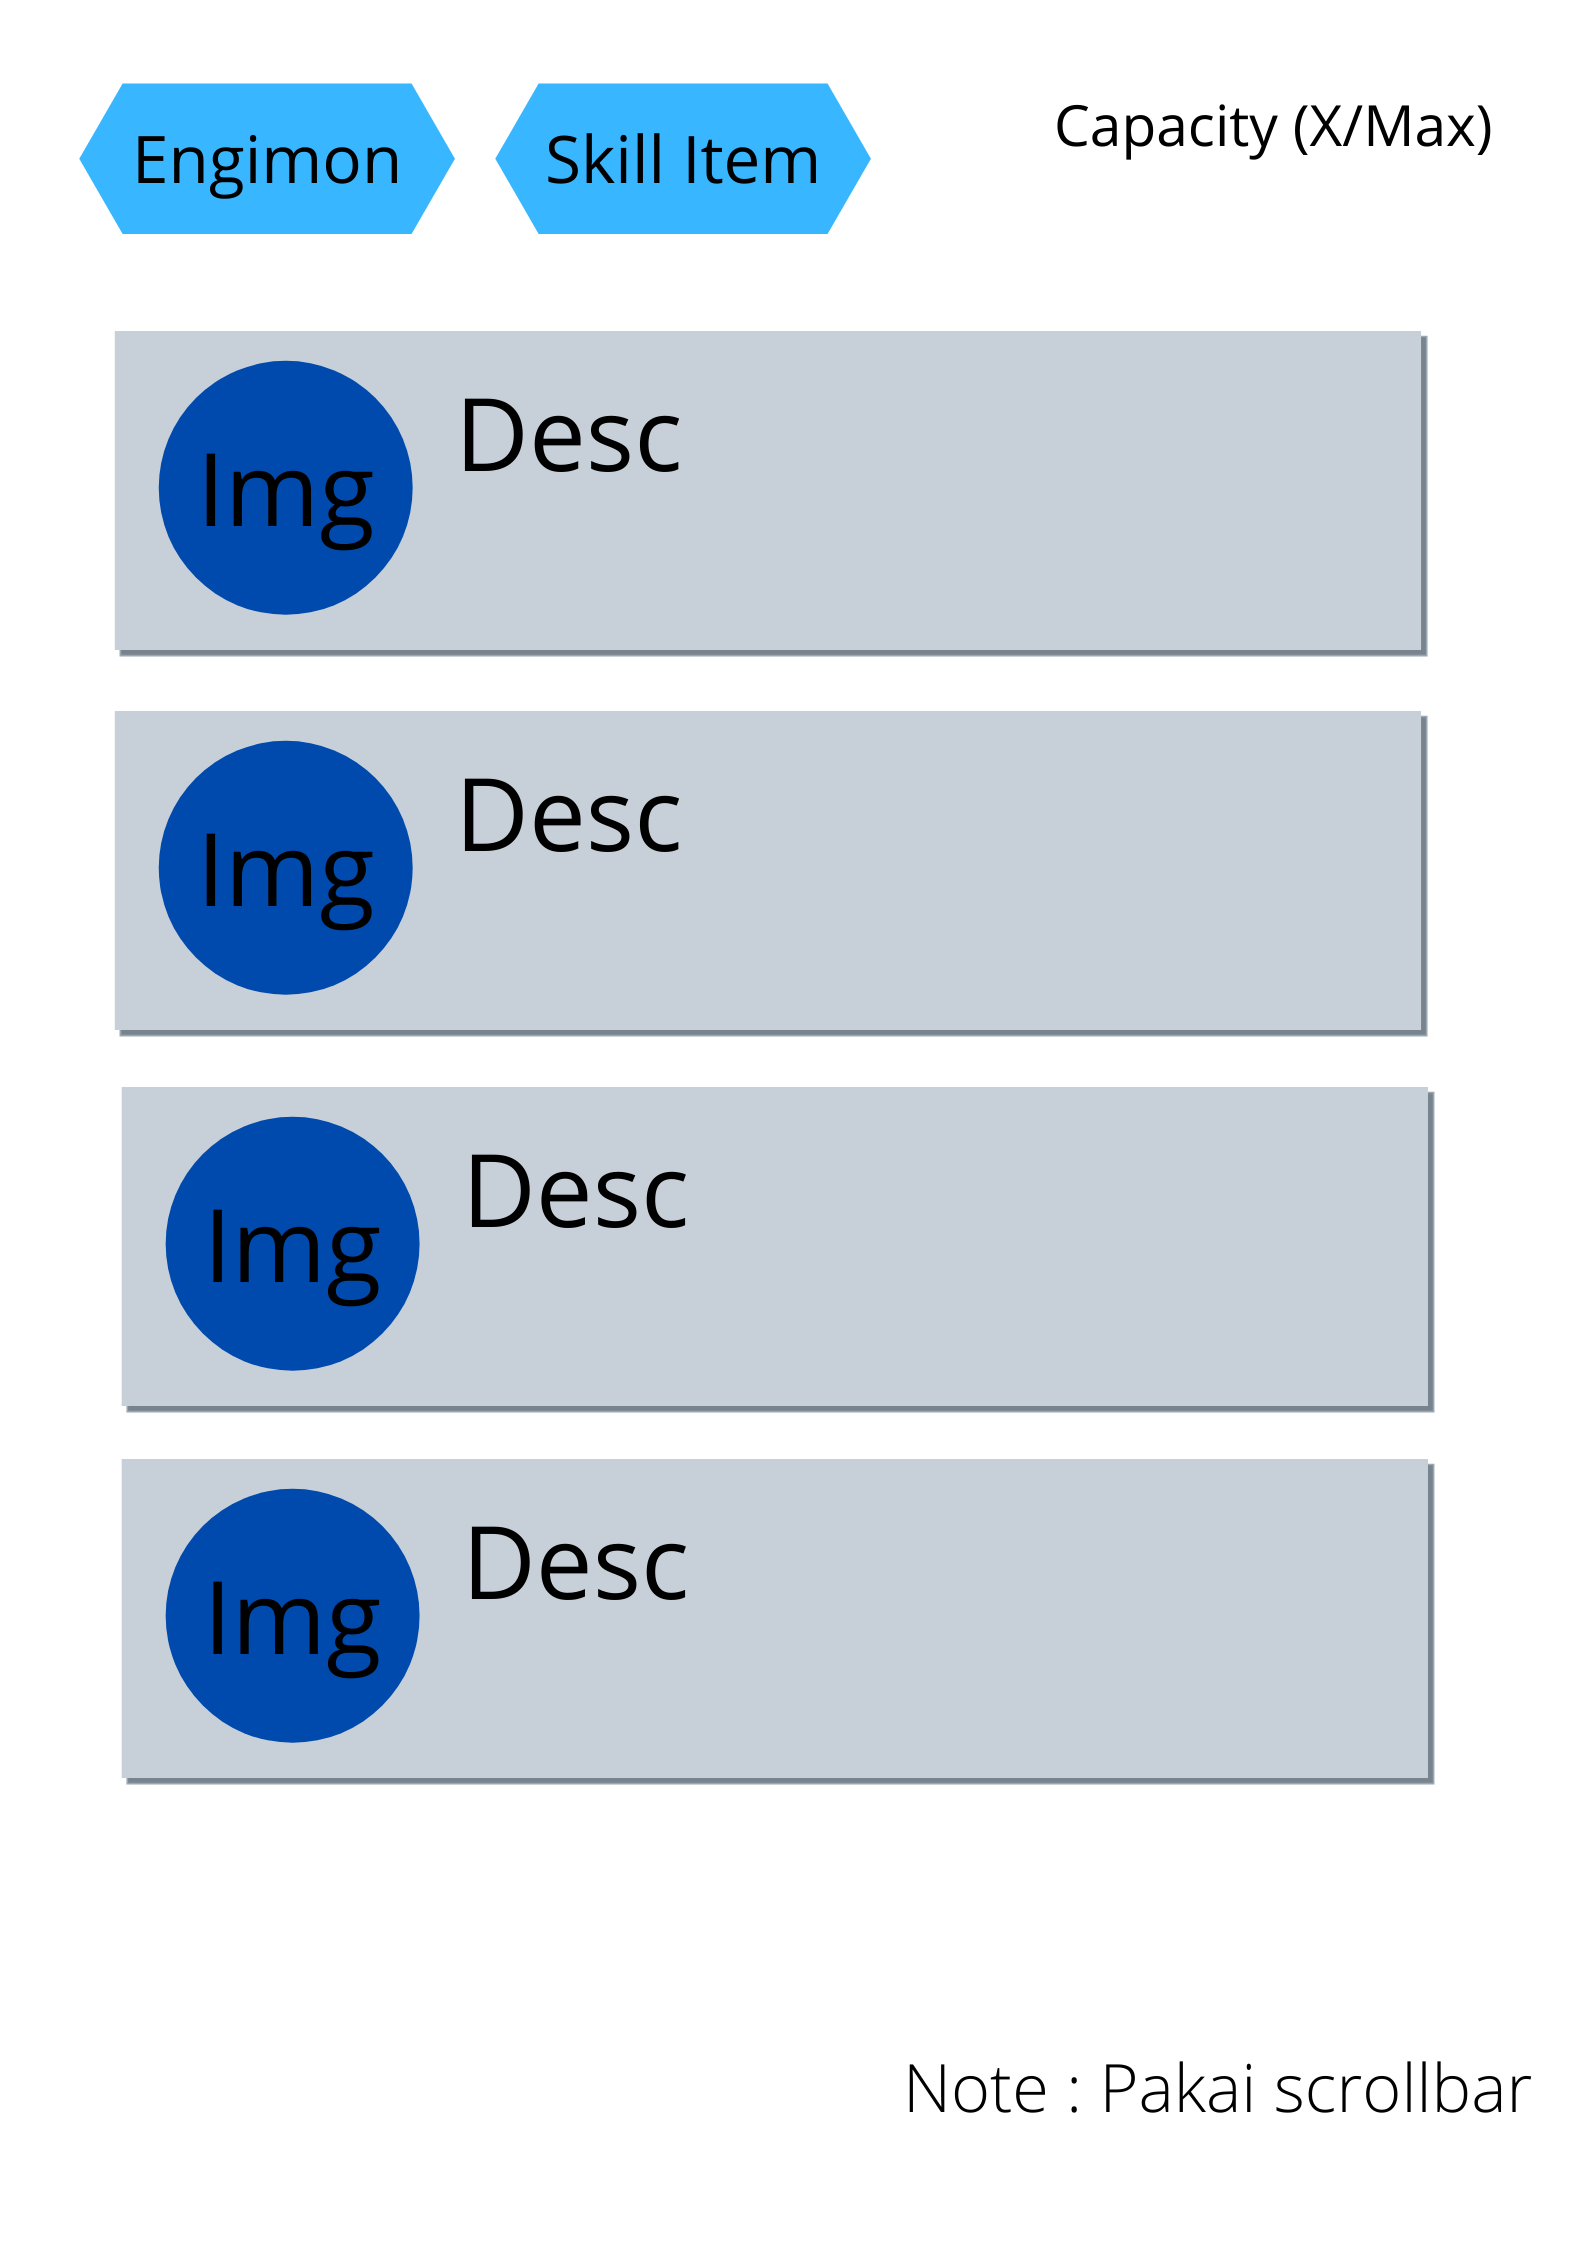 Engimon
Skill Item
Capacity (X/Max)
Img
Desc
Img
Desc
Img
Desc
Img
Desc
Note : Pakai scrollbar